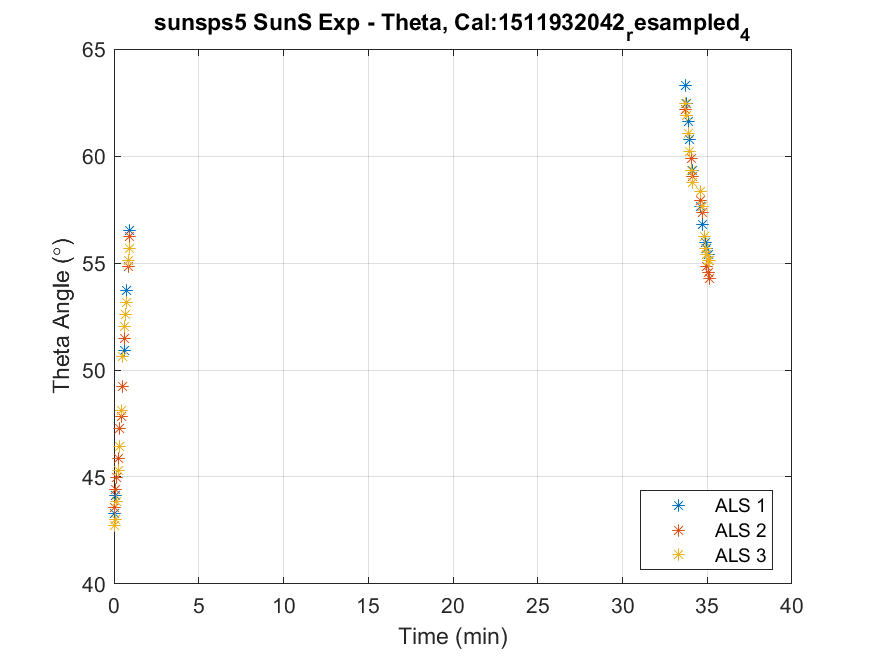 sunsps5 SunS Exp - Theta, Cal:1511932042resampled4
65
60
55
50
45
40
Theta Angle (°)
0 5 10 15 20 25 30 35 40
Time (min)
ALS 1
ALS 2
ALS 3